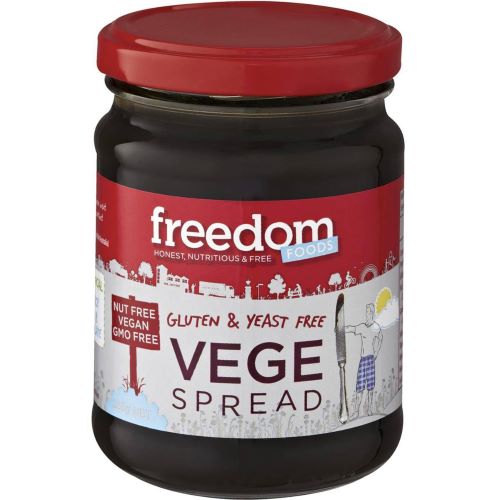 freedom
FOODS
HONEST, NUTRITIOUS & FREE
NUT FREE
VEGAN
GMO FREE
GLUTEN & YEAST FREE
VEGE
SPREAD